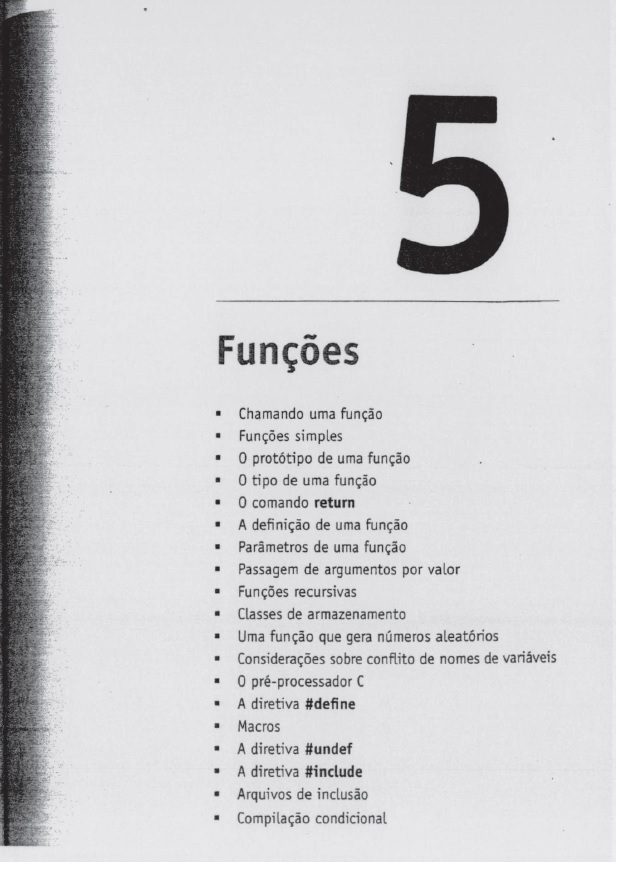 5
Funções
▪ Chamando uma função
▪ Funções simples
▪ O protótipo de uma função
▪ O tipo de uma função
▪ O comando return
▪ A definição de uma função
▪ Parâmetros de uma função
▪ Passagem de argumentos por valor
▪ Funções recursivas
▪ Classes de armazenamento
▪ Uma função que gera números aleatórios
▪ Considerações sobre conflito de nomes de variáveis
▪ O pré-processador C
▪ A diretiva #define
▪ Macros
▪ A diretiva #undef
▪ A diretiva #include
▪ Arquivos de inclusão
▪ Compilação condicional